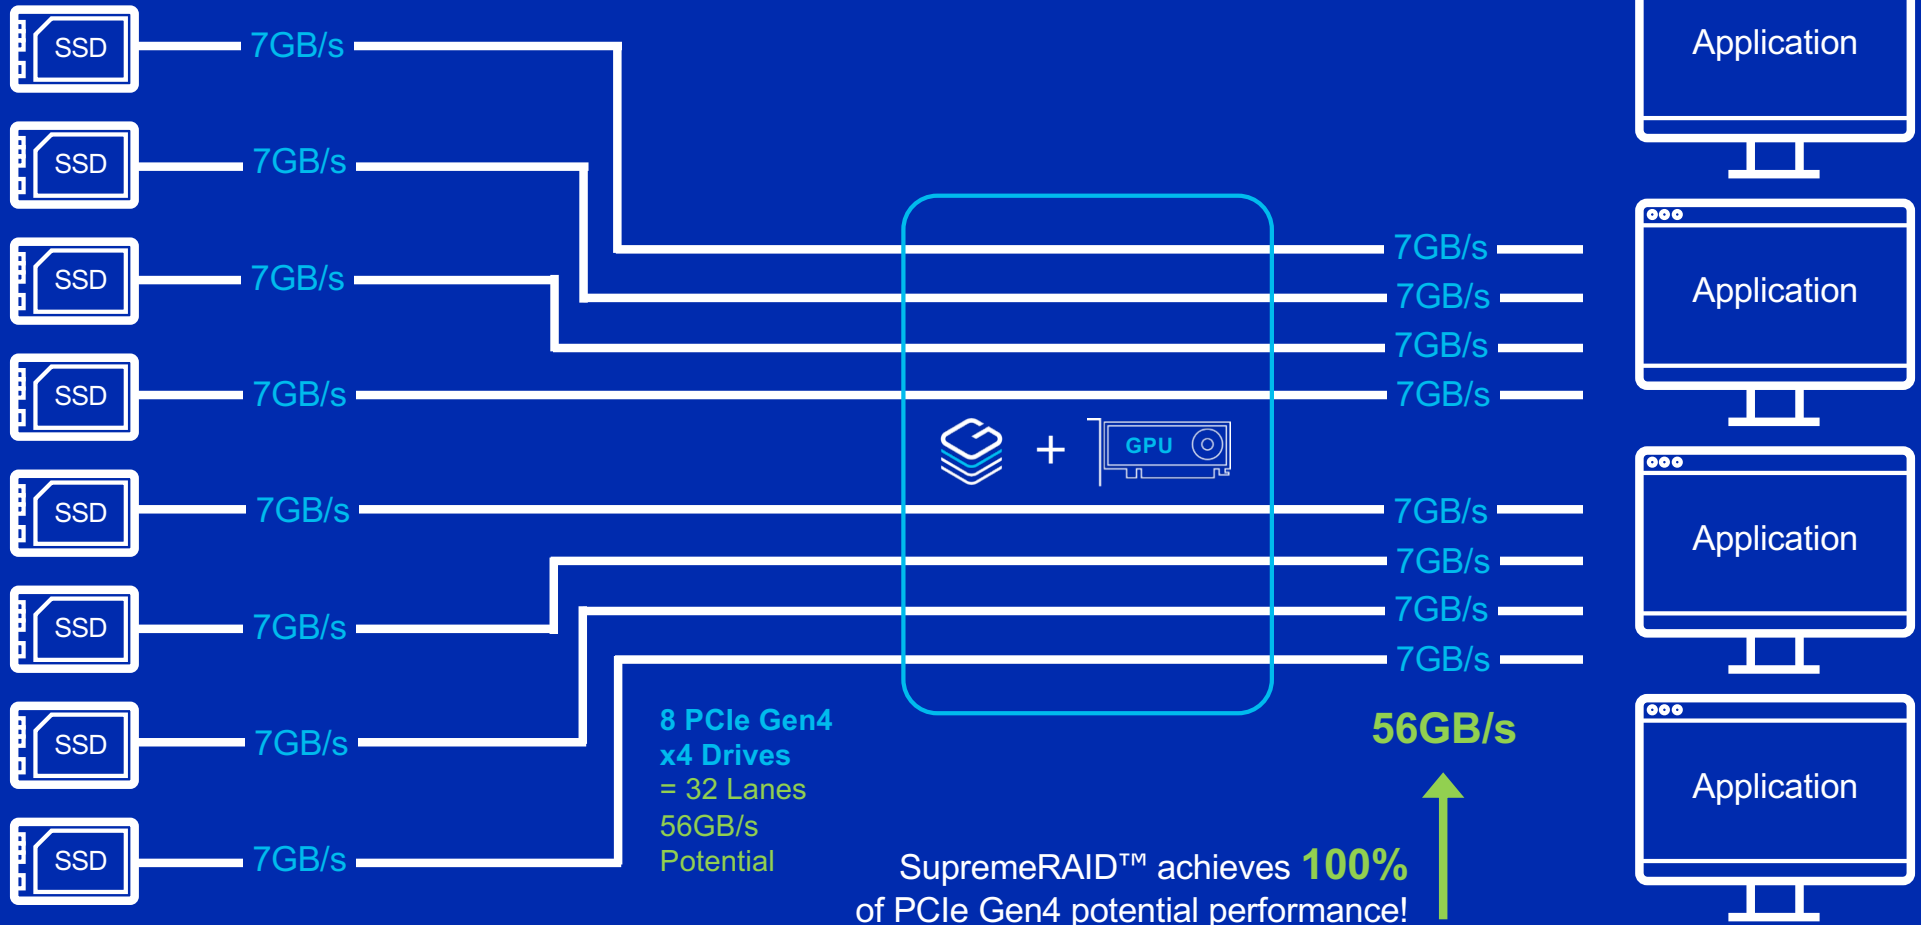 SSD
7GB/s
SSD
7GB/s
SSD
7GB/s
SSD
7GB/s
SSD
7GB/s
SSD
7GB/s
SSD
7GB/s
SSD
7GB/s
+
GPU
7GB/s
7GB/s
7GB/s
7GB/s
7GB/s
7GB/s
7GB/s
7GB/s
56GB/s
8 PCIe Gen4
x4 Drives
= 32 Lanes
56GB/s
Potential
SupremeRAID™ achieves 100%
of PCIe Gen4 potential performance!
Application
Application
Application
Application